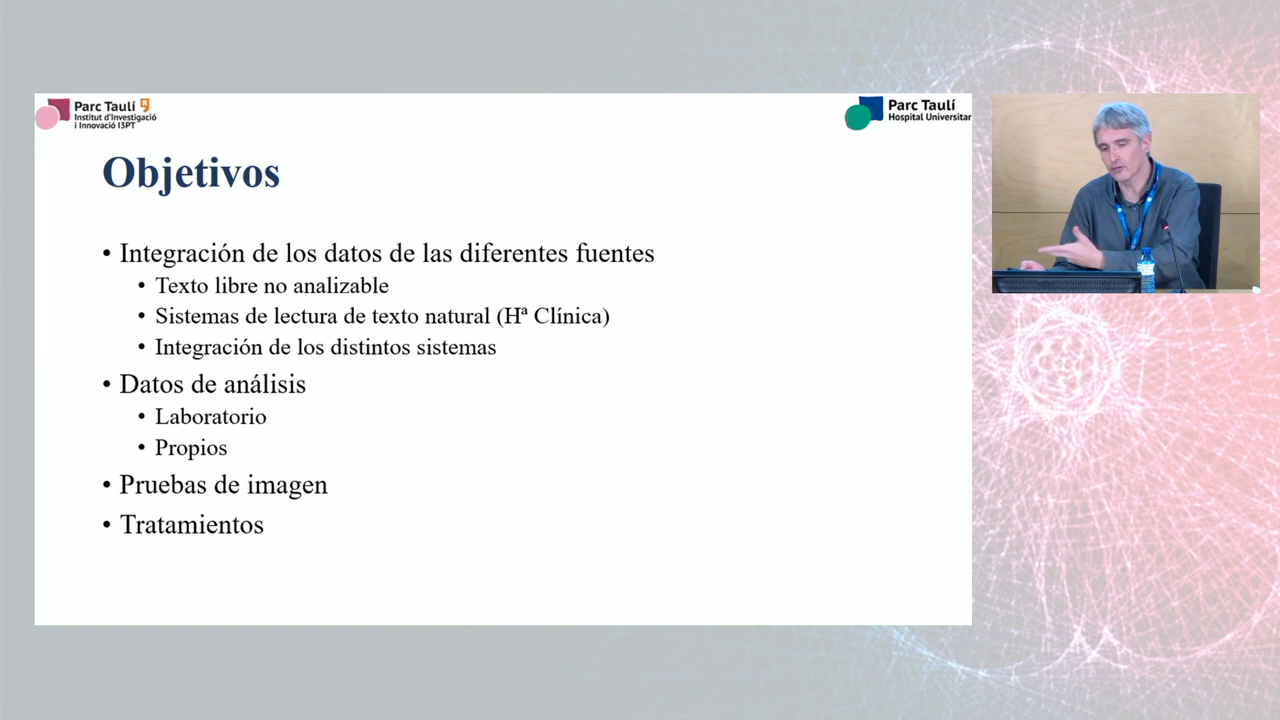 Parc Taulí
Institut d'Investigació
i Innovació I3PT
Parc Taulí
Hospital Universitar
Objetivos
• Integración de los datos de las diferentes fuentes
• Texto libre no analizable
• Sistemas de lectura de texto natural (Hª Clínica)
• Integración de los distintos sistemas
• Datos de análisis
• Laboratorio
• Propios
• Pruebas de imagen
• Tratamientos